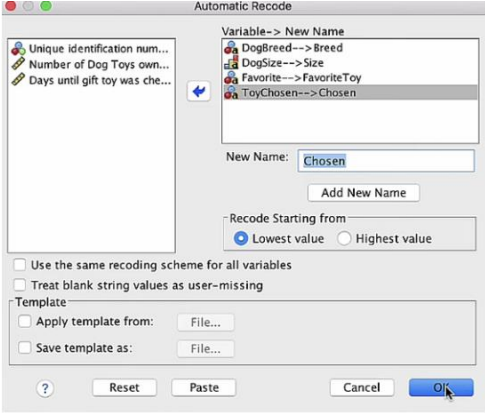 Automatic Recode
Variable-> New Name
Unique identification num...
Number of Dog Toys own...
Days until gift toy was che...
DogBreed-->Breed
DogSize-->Size
Favorite-->FavoriteToy
ToyChosen-->Chosen
New Name: Chosen
Add New Name
Recode Starting from
Lowest value Highest value
Use the same recoding scheme for all variables
Treat blank string values as user-missing
Template
Apply template from: File...
Save template as: File...
? Reset Paste Cancel OK